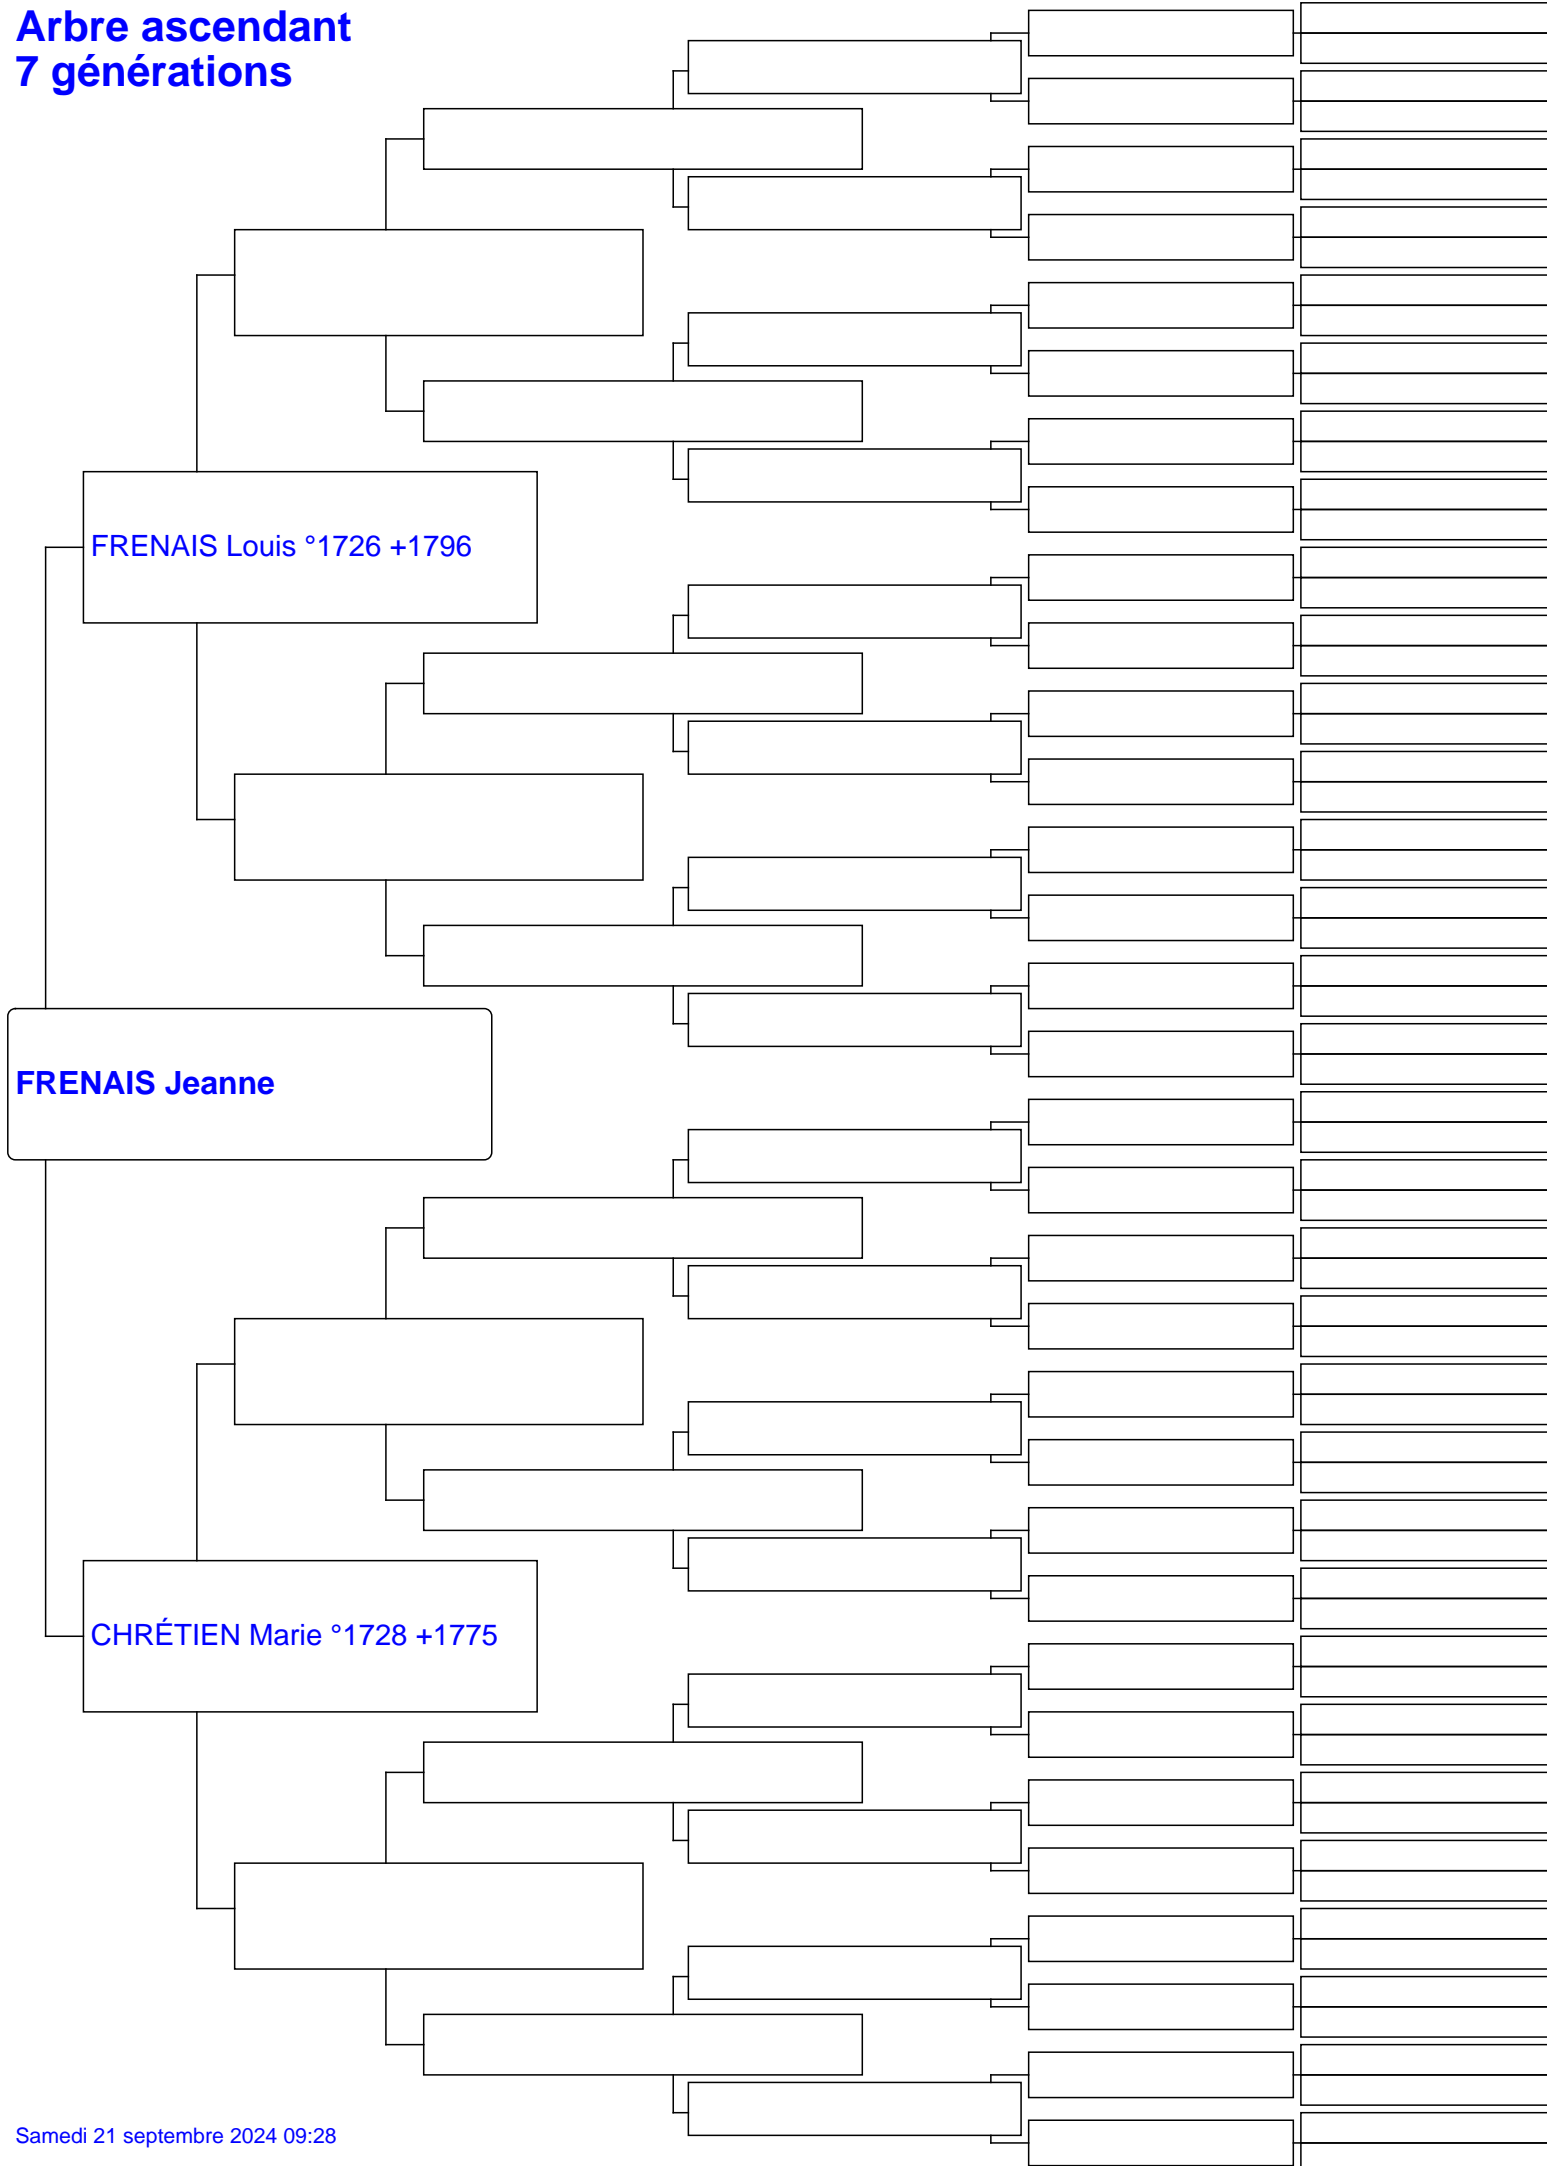 Arbre ascendant
7 générations
FRENAIS Louis °1726 +1796
FRENAIS Jeanne
CHRÉTIEN Marie °1728 +1775
Samedi 21 septembre 2024 09:28